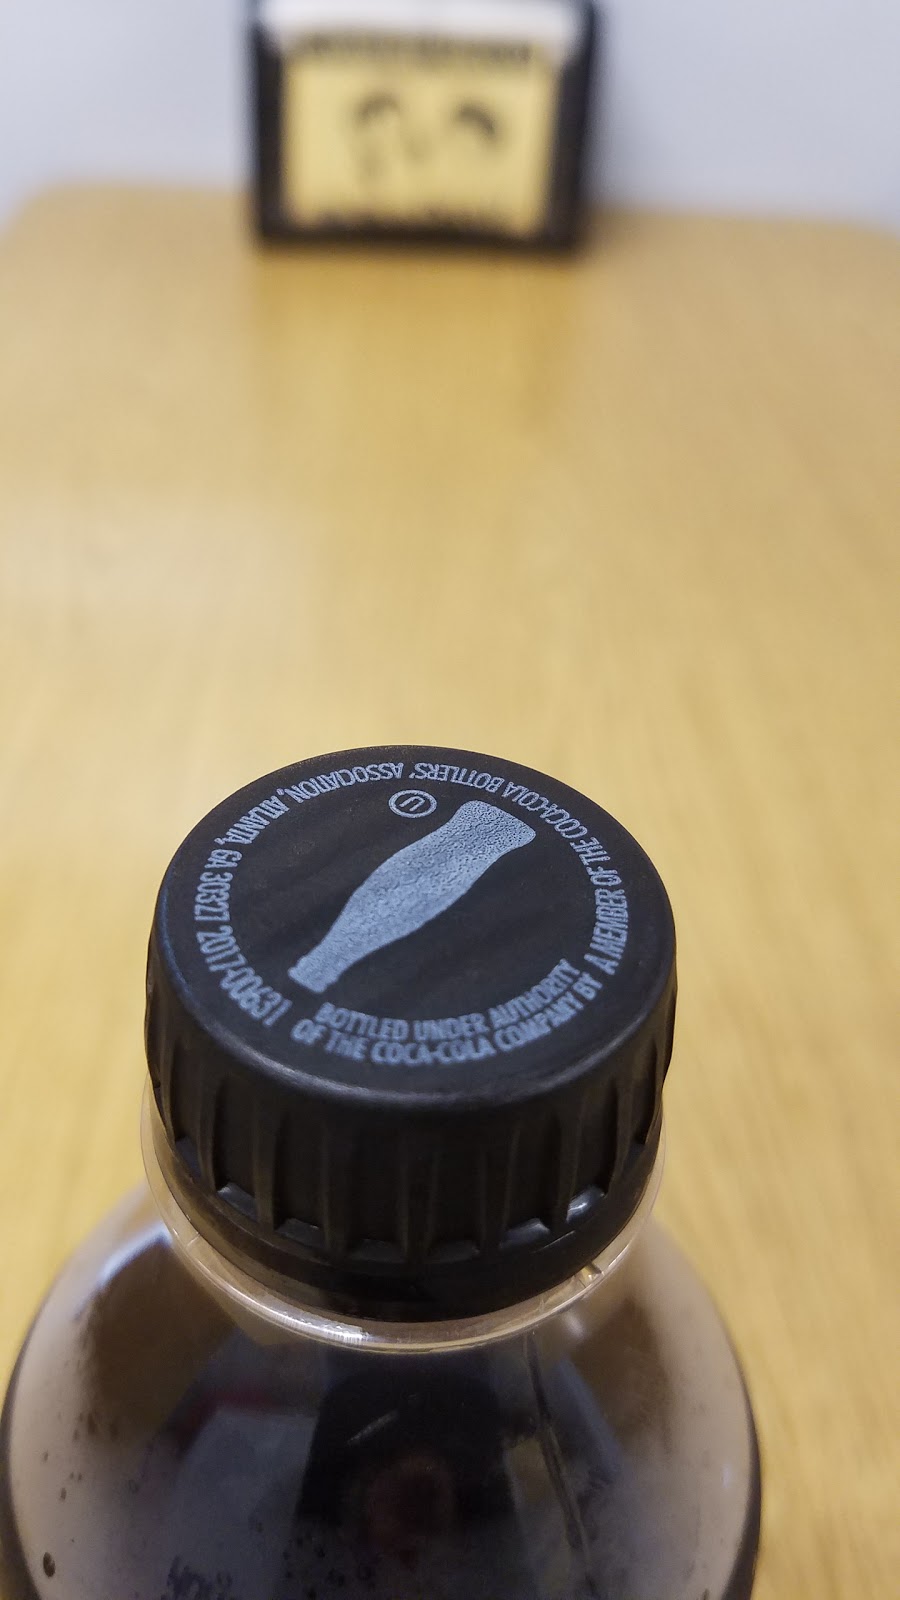 BOTTLED UNDER AUTHORITY
OF THE COCA-COLA COMPANY BY
A MEMBER OF THE COCA-COLA BOTTLERS' ASSOCIATION, ATLANTA, GA 30327 2017-00631
U